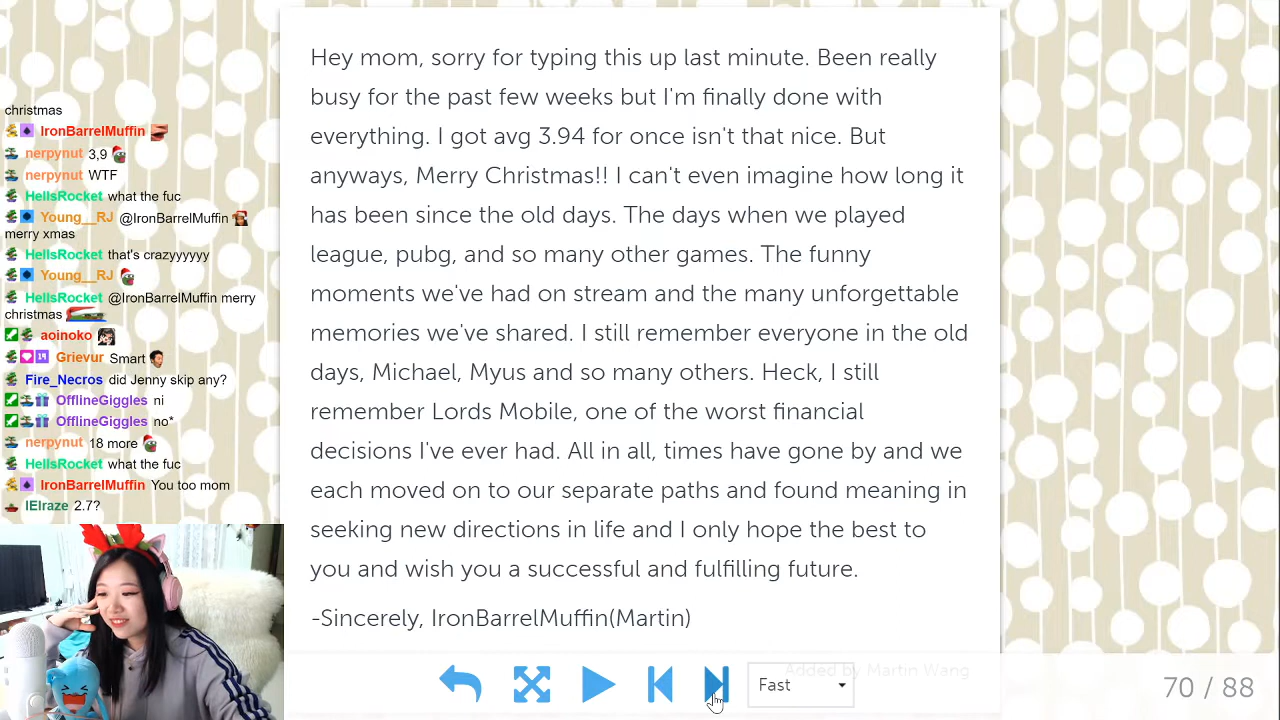 christmas
IronBarrelMuffin
nerpynut 3,9
nerpynut WTF
HellsRocket what the fuc
Young__RJ @IronBarrelMuffin
merry xmas
HellsRocket that's crazyyyyyy
Young__RJ
HellsRocket @IronBarrelMuffin merry
christmas
aoinoko
14 Grievur Smart
Fire_Necros did Jenny skip any?
OfflineGiggles ni
OfflineGiggles no*
nerpynut 18 more
HellsRocket what the fuc
IronBarrelMuffin You too mom
IElraze 2.7?
Hey mom, sorry for typing this up last minute. Been really
busy for the past few weeks but I'm finally done with
everything. I got avg 3.94 for once isn't that nice. But
anyways, Merry Christmas!! I can't even imagine how long it
has been since the old days. The days when we played
league, pubg, and so many other games. The funny
moments we've had on stream and the many unforgettable
memories we've shared. I still remember everyone in the old
days, Michael, Myus and so many others. Heck, I still
remember Lords Mobile, one of the worst financial
decisions I've ever had. All in all, times have gone by and we
each moved on to our separate paths and found meaning in
seeking new directions in life and I only hope the best to
you and wish you a successful and fulfilling future.
-Sincerely, IronBarrelMuffin(Martin)
Added by Martin Wang
Fast
70 / 88